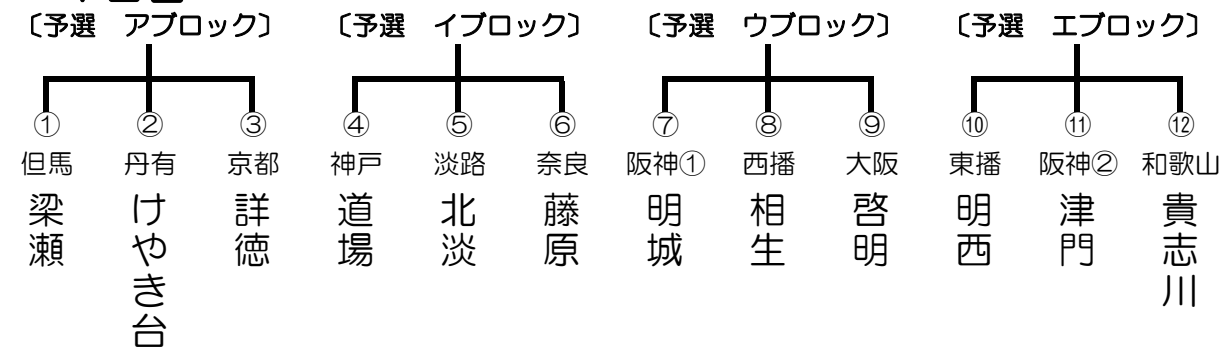 〔予選 アブロック〕 〔予選 イブロック〕 〔予選 ウブロック〕 〔予選 エブロック〕
① ② ③ ④ ⑤ ⑥ ⑦ ⑧ ⑨ ⑩ ⑪ ⑫
但馬 丹有 京都 神戸 淡路 奈良 阪神① 西播 大阪 東播 阪神② 和歌山
梁瀬
けやき台
詳徳
道場
北淡
藤原
明城
相生
啓明
明西
津門
貴志川